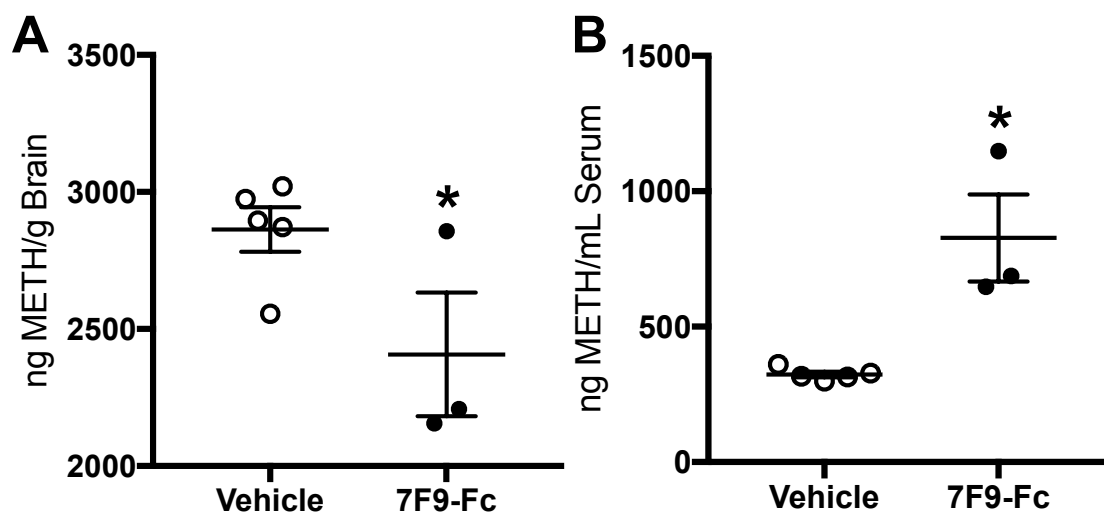 A
ng METH/g Brain
3500
3000
2500
2000
*
Vehicle
7F9-Fc
B
ng METH/mL Serum
1500
1000
500
0
*
Vehicle
7F9-Fc